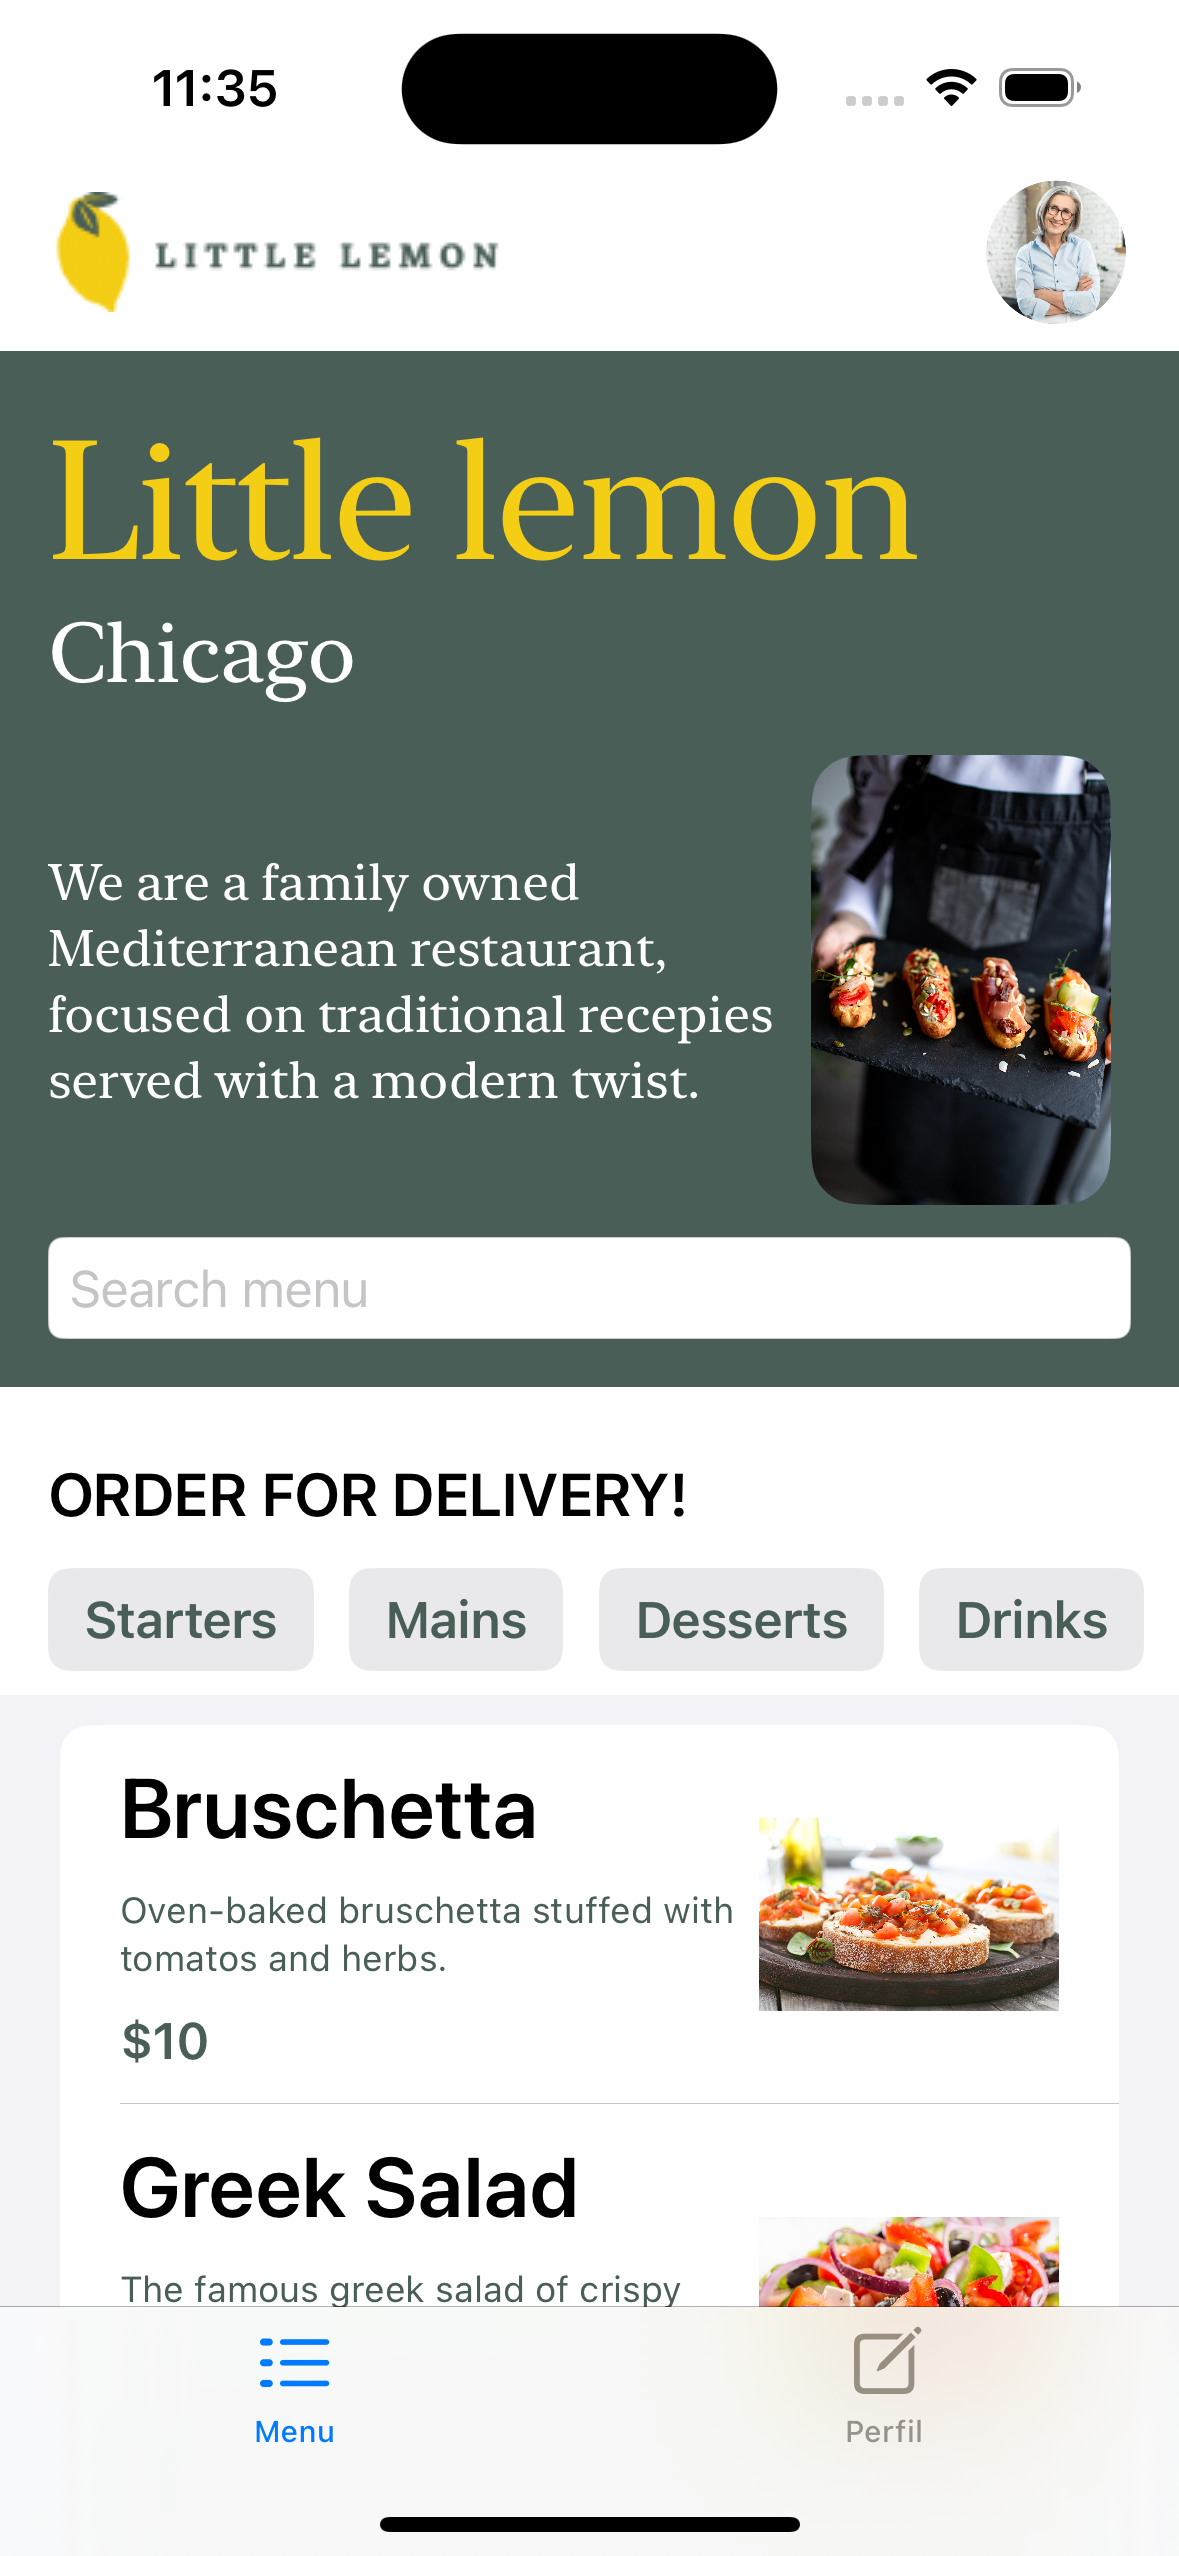 11:35
LITTLE LEMON
Little lemon
Chicago
We are a family owned
Mediterranean restaurant,
focused on traditional recepies
served with a modern twist.
Search menu
ORDER FOR DELIVERY!
Starters Mains Desserts Drinks
Bruschetta
Oven-baked bruschetta stuffed with
tomatos and herbs.
$10
Greek Salad
The famous greek salad of crispy
Menu Perfil